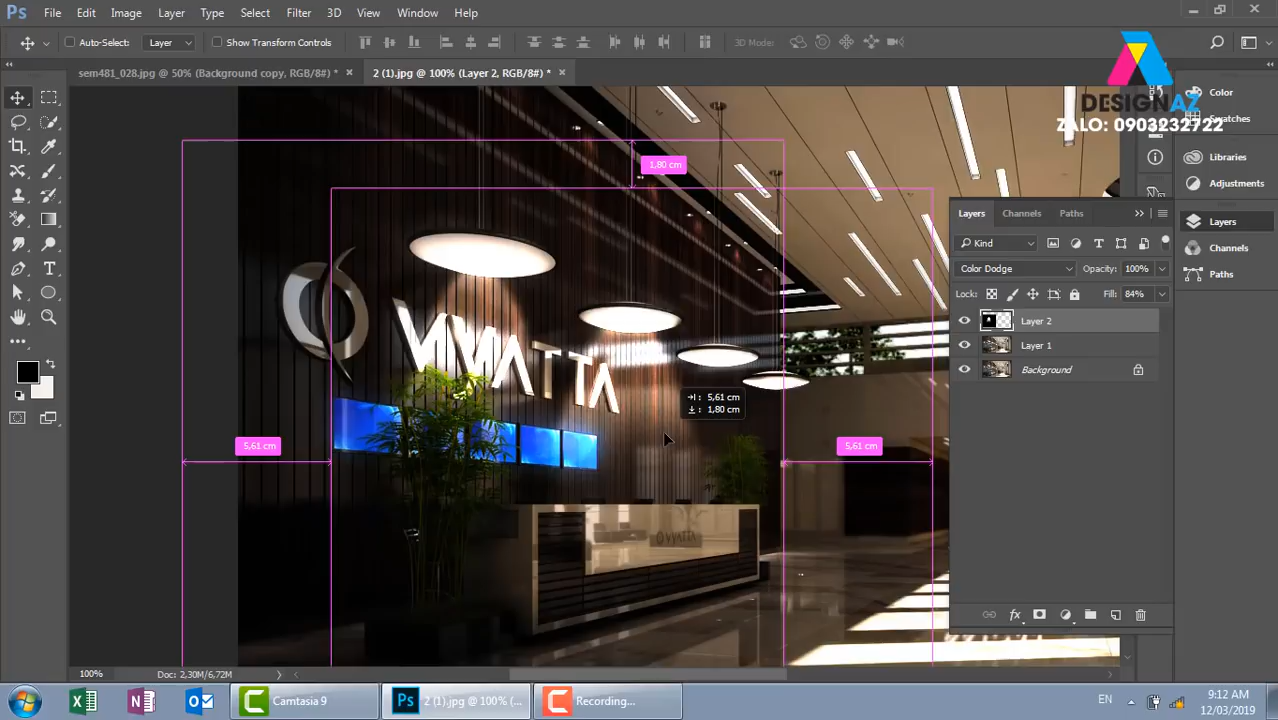 Ps File Edit Image Layer Type Select Filter 3D View Window Help
Auto-Select: Layer Show Transform Controls 3D Mode:
sem481_028.jpg @ 50% (Background copy, RGB/8#) * × 2 (1).jpg @ 100% (Layer 2, RGB/8#) * ×
DESIGNAZ
ZALO: 0903232722
Color
Swatches
Libraries
Adjustments
Layers
Channels
Paths
Layers Channels Paths
Kind
Color Dodge Opacity: 100%
Lock: Fill: 84%
Layer 2
Layer 1
Background
fx
1,80 cm
VIVATTA
5,61 cm
1,80 cm
5,61 cm
5,61 cm
100% Doc: 2,30M/6,72M
Camtasia 9
Ps 2 (1).jpg @ 100% (...
Recording...
EN
9:12 AM
12/03/2019